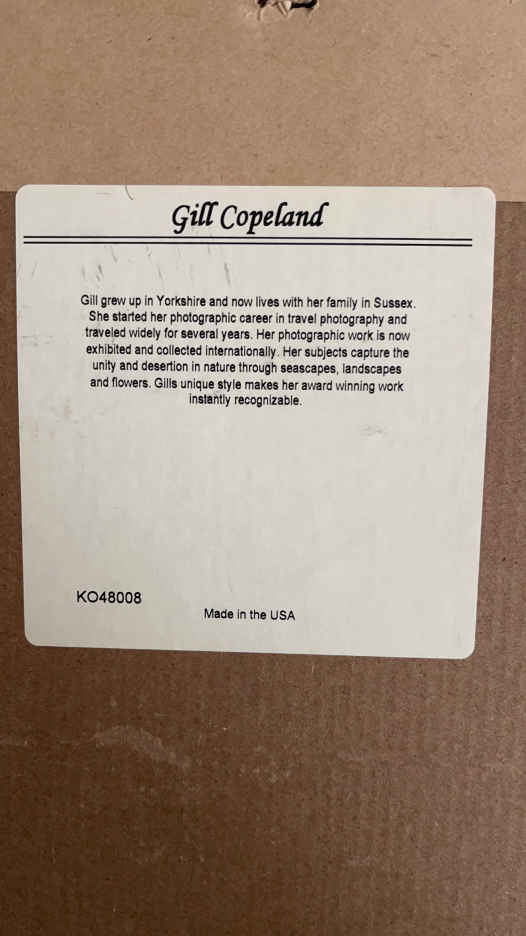 Gill Copeland
Gill grew up in Yorkshire and now lives with her family in Sussex.
She started her photographic career in travel photography and
traveled widely for several years. Her photographic work is now
exhibited and collected internationally. Her subjects capture the
unity and desertion in nature through seascapes, landscapes
and flowers. Gills unique style makes her award winning work
instantly recognizable.
KO48008
Made in the USA